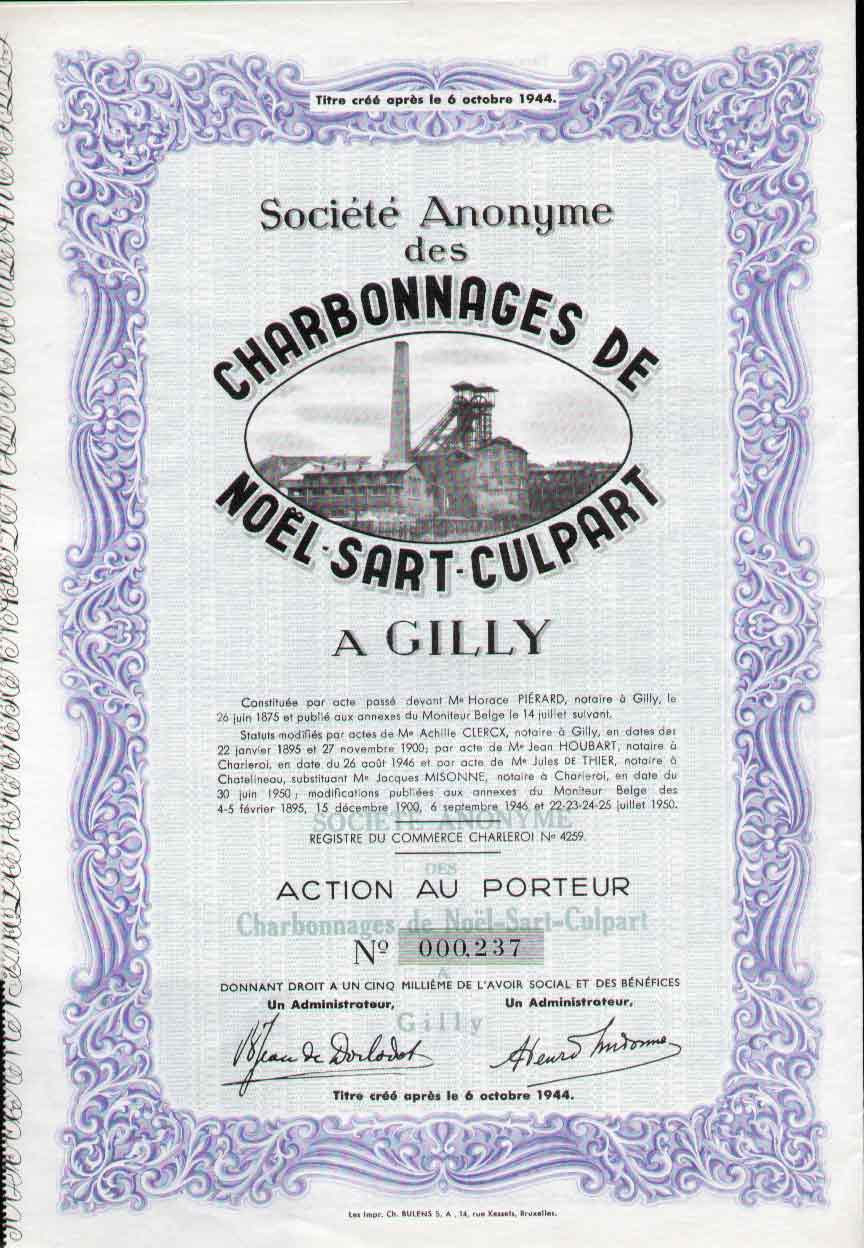 Titre créé après le 6 octobre 1944.
Société Anonyme
des
CHARBONNAGES DE
NOËL-SART-CULPART
A GILLY
Constituée par acte passé devant Me Horace PIÉRARD, notaire à Gilly, le
26 juin 1875 et publié aux annexes du Moniteur Belge le 14 juillet suivant.
Statuts modifiés par actes de Me Achille CLERCX, notaire à Gilly, en dates des
22 janvier 1895 et 27 novembre 1900; par acte de Me Jean HOUBART, notaire à
Charleroi, en date du 26 août 1946 et par acte de Me Jules DE THIER, notaire à
Chatelineau, substituant Me Jacques MISONNE, notaire à Charleroi, en date du
30 juin 1950; modifications publiées aux annexes du Moniteur Belge des
4-5 février 1895, 15 décembre 1900, 6 septembre 1946 et 22-23-24-25 juillet 1950.
SOCIÉTÉ ANONYME
REGISTRE DU COMMERCE CHARLEROI No 4259.
DES
ACTION AU PORTEUR
Charbonnages de Noël-Sart-Culpart
No 000,237
A
DONNANT DROIT A UN CINQ MILLIÈME DE L'AVOIR SOCIAL ET DES BÉNÉFICES
Un Administrateur, Un Administrateur,
Gilly
Jean de Dorlodot
Titre créé après le 6 octobre 1944.
Les Impr. Ch. BULENS S. A., 14, rue Kessels, Bruxelles.